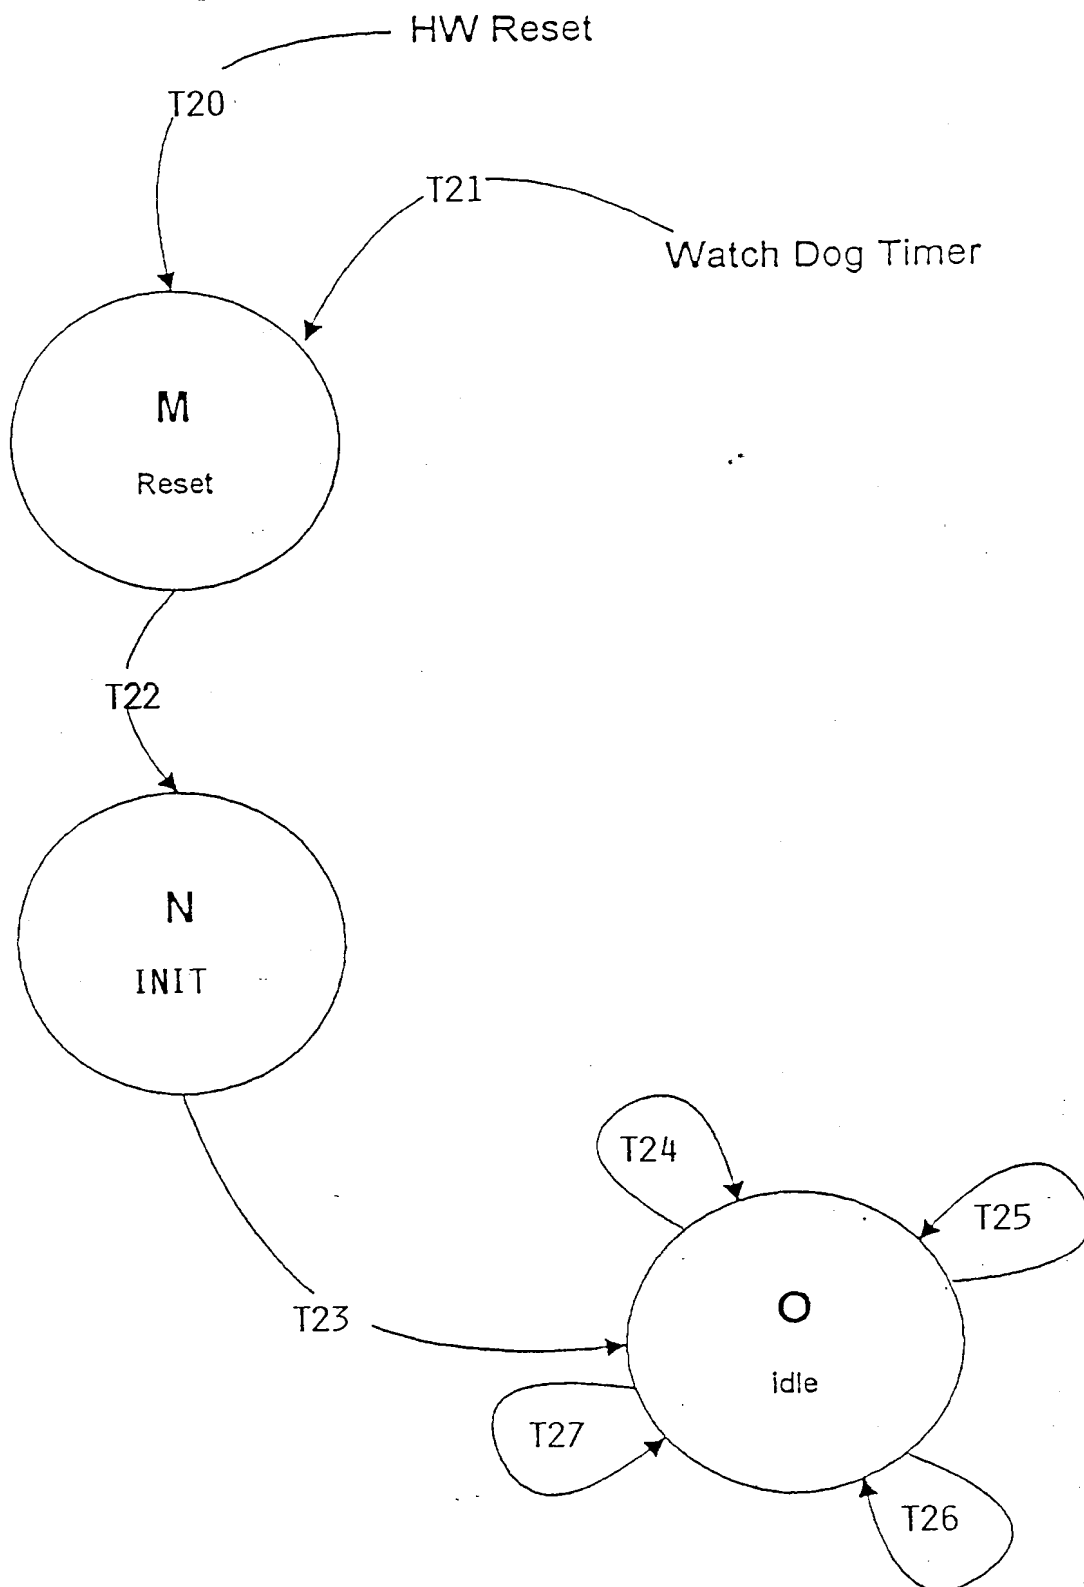 HW Reset
T20
T21
Watch Dog Timer
M
Reset
T22
N
INIT
T24
T25
T23
O
idle
T27
T26